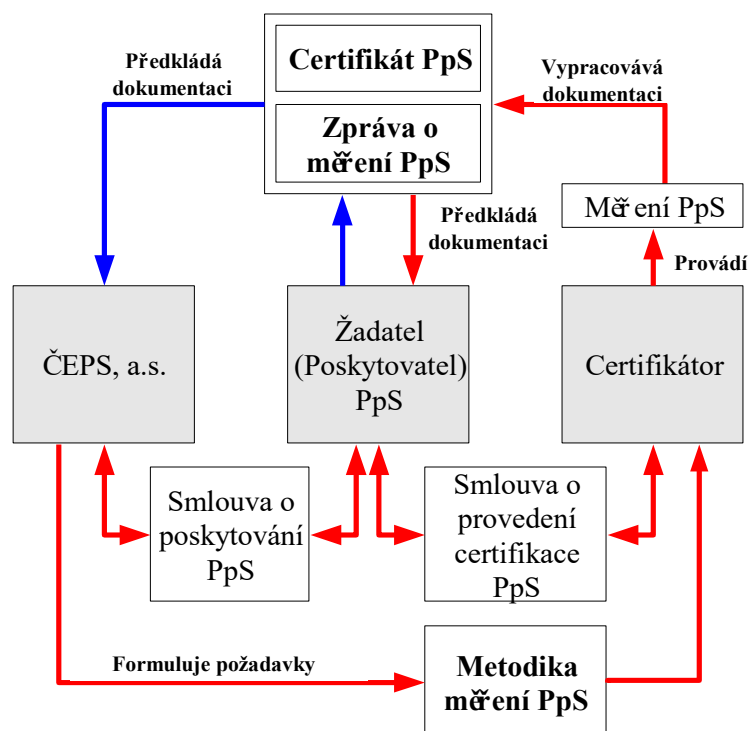 Předkládá
dokumentaci
Certifikát PpS
Zpráva o
měření PpS
Vypracovává
dokumentaci
Předkládá
dokumentaci
Měření PpS
Provádí
ČEPS, a.s.
Žadatel
(Poskytovatel)
PpS
Certifikátor
Smlouva o
poskytování
PpS
Smlouva o
provedení
certifikace
PpS
Formuluje požadavky
Metodika
měření PpS